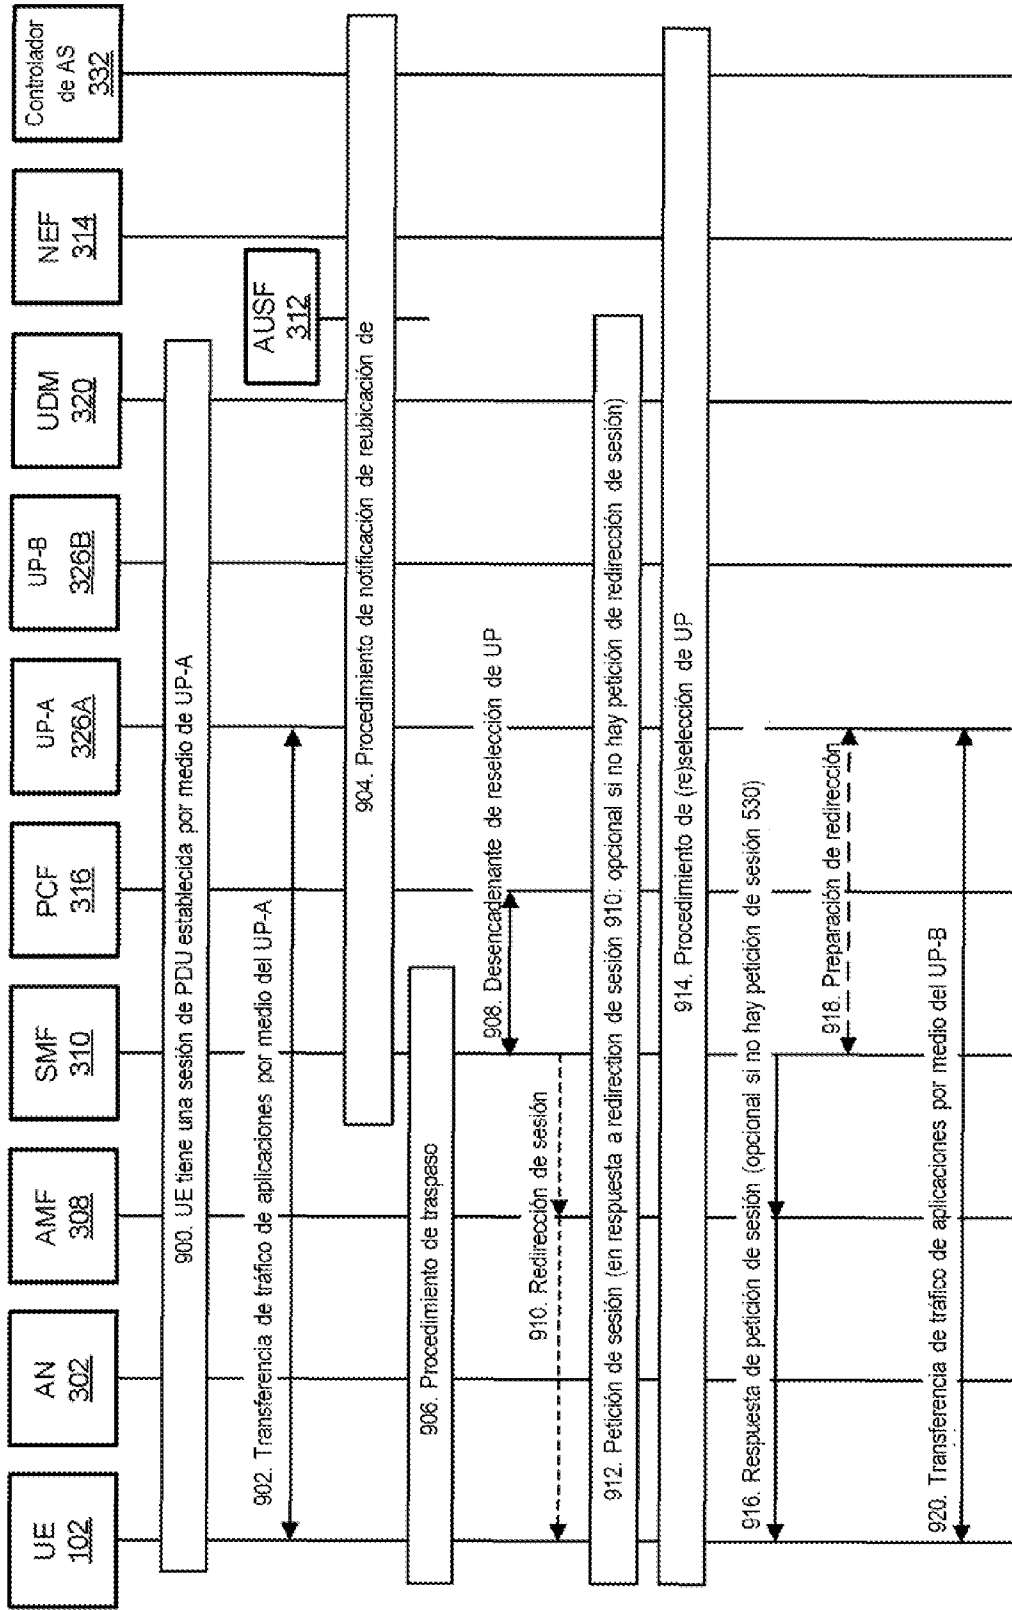 UE
102
AN
302
AMF
308
SMF
310
PCF
316
UP-A
326A
UP-B
326B
UDM
320
NEF
314
Controlador
de AS
332
900. UE tiene una sesión de PDU establecida por medio de UP-A
AUSF
312
902. Transferencia de tráfico de aplicaciones por medio del UP-A
904. Procedimiento de notificación de reubicación de
906. Procedimiento de traspaso
908. Desencadenante de reselección de UP
910. Redirección de sesión
912. Petición de sesión (en respuesta a redirection de sesión 910: opcional si no hay petición de redirección de sesión)
914. Procedimiento de (re)selección de UP
916. Respuesta de petición de sesión (opcional si no hay petición de sesión 530)
918. Preparación de redirección
920. Transferencia de tráfico de aplicaciones por medio del UP-B